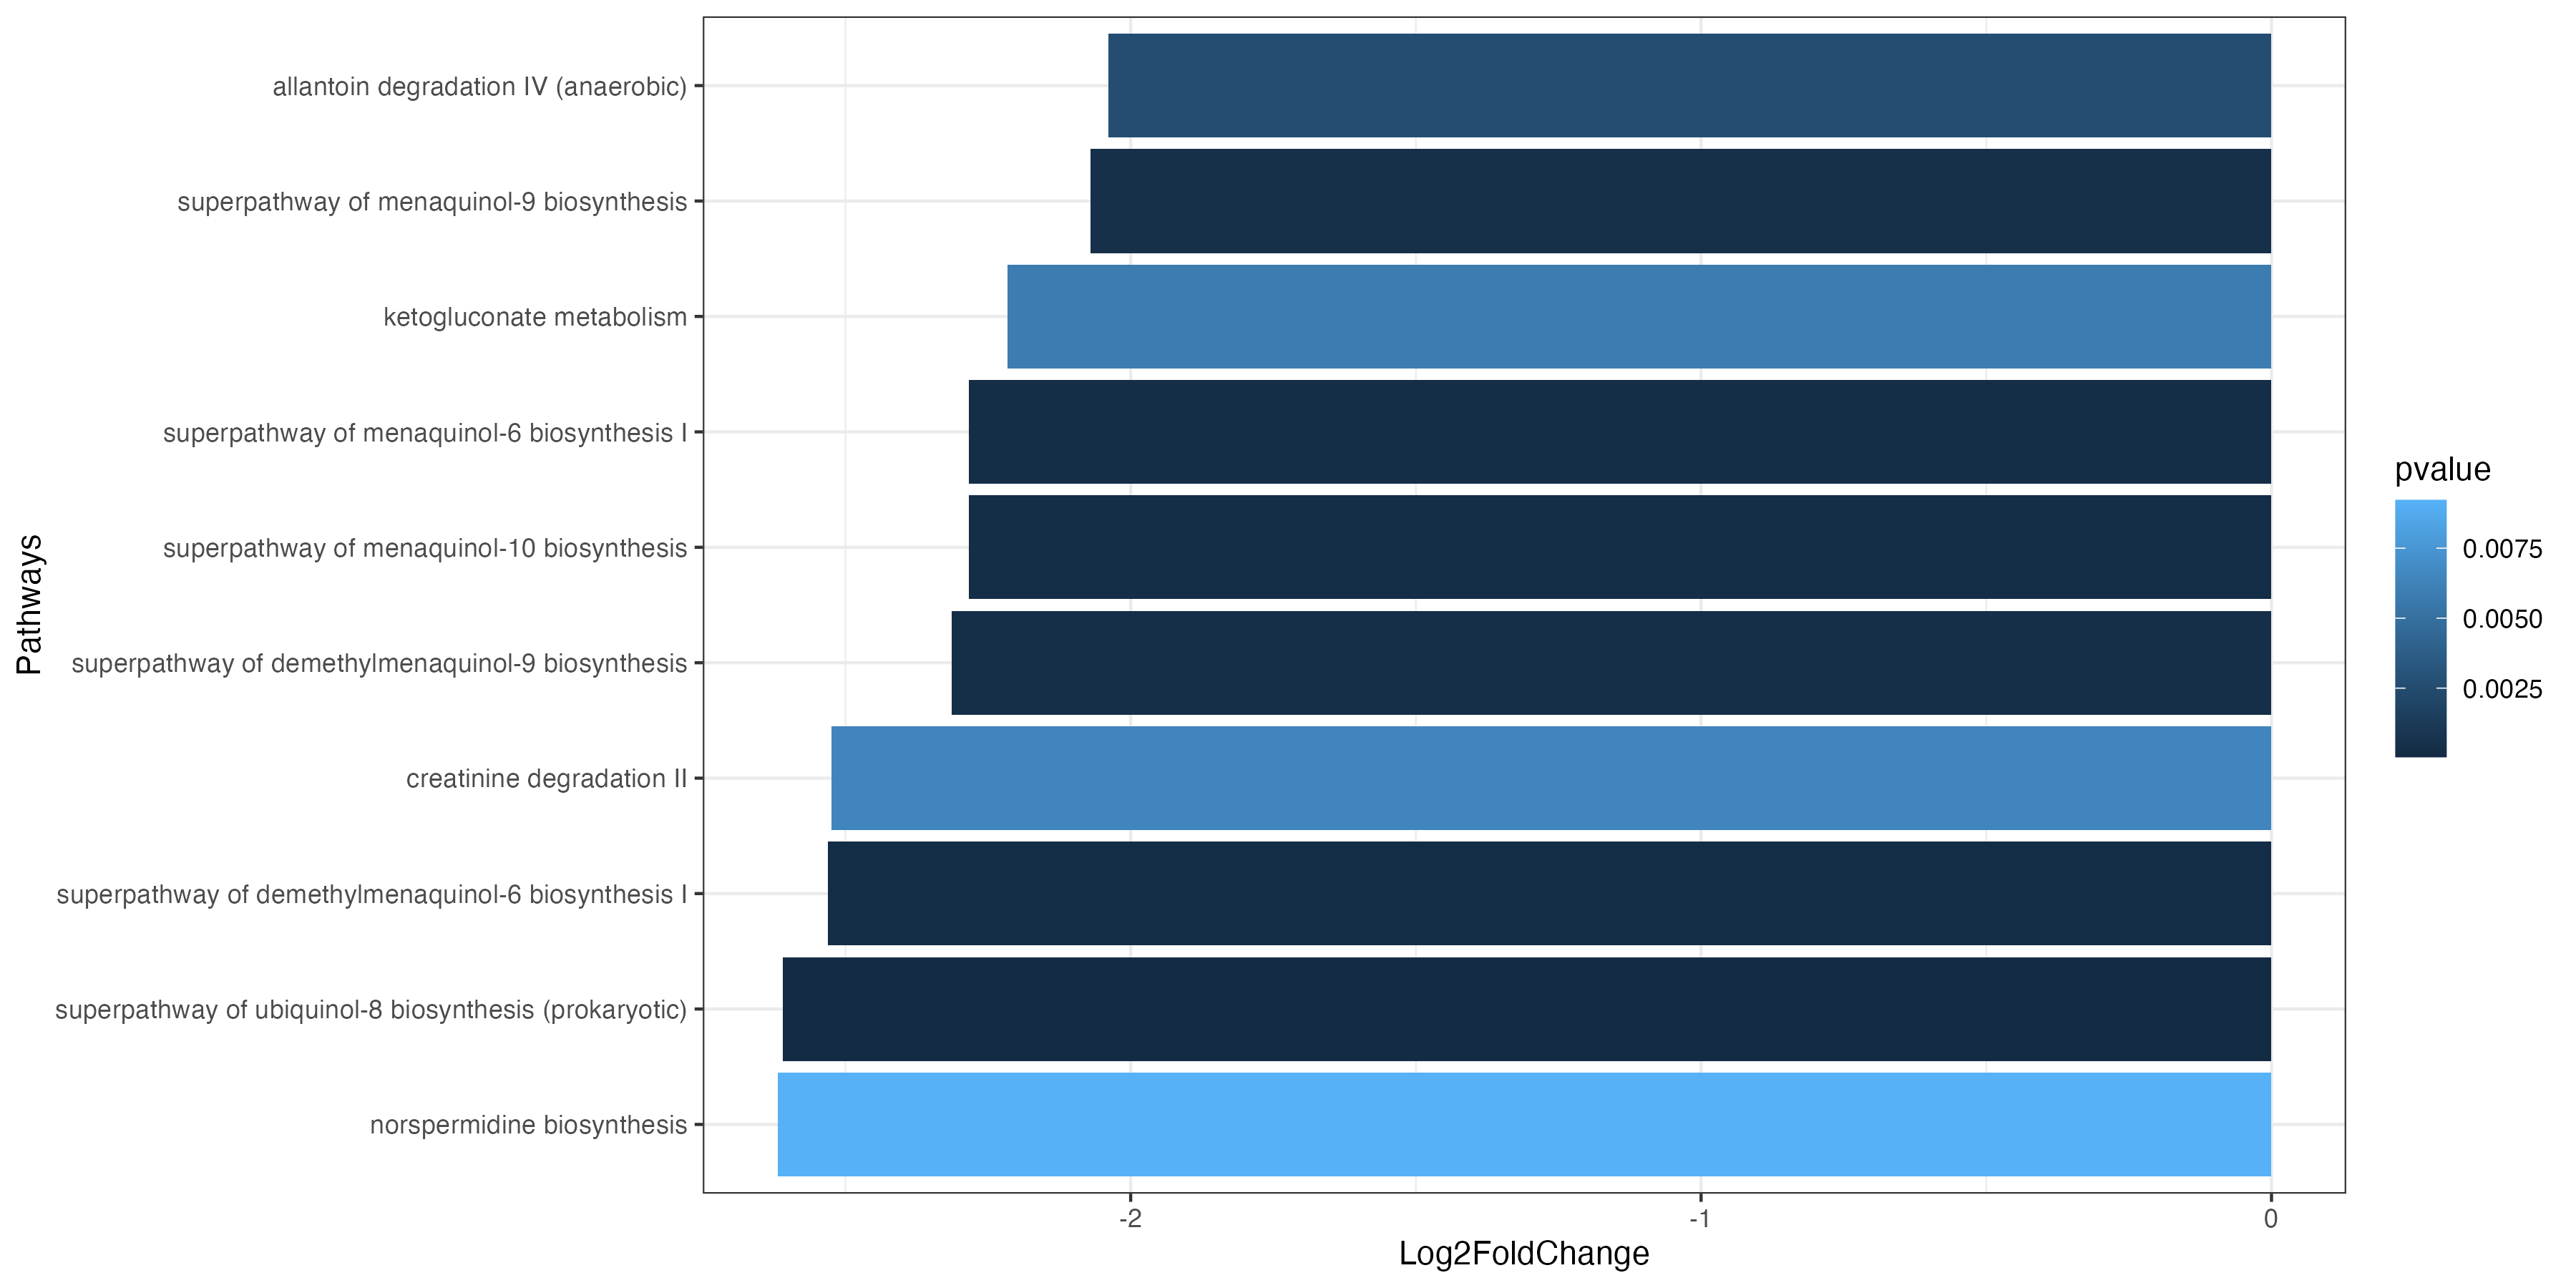 allantoin degradation IV (anaerobic)
superpathway of menaquinol-9 biosynthesis
ketogluconate metabolism
superpathway of menaquinol-6 biosynthesis I
superpathway of menaquinol-10 biosynthesis
superpathway of demethylmenaquinol-9 biosynthesis
creatinine degradation II
superpathway of demethylmenaquinol-6 biosynthesis I
superpathway of ubiquinol-8 biosynthesis (prokaryotic)
norspermidine biosynthesis
Pathways
-2
-1
0
Log2FoldChange
pvalue
0.0075
0.0050
0.0025